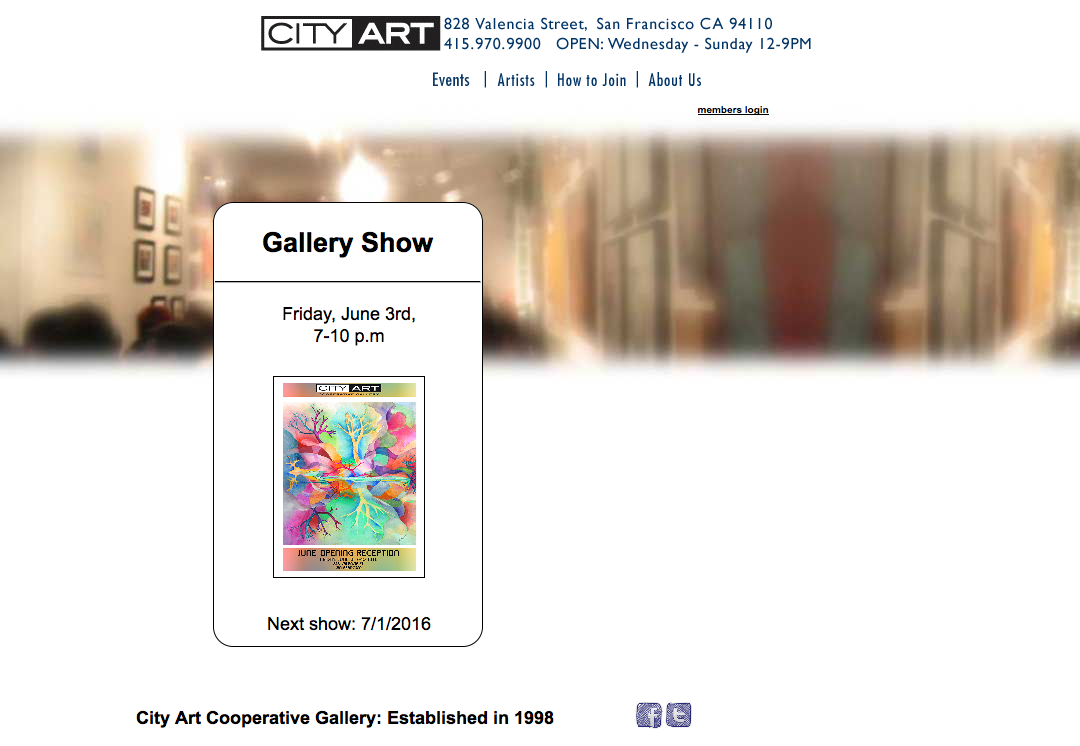 CITY ART
828 Valencia Street, San Francisco CA 94110
415.970.9900 OPEN: Wednesday - Sunday 12-9PM
Events | Artists | How to Join | About Us
members login
Gallery Show
Friday, June 3rd,
7-10 p.m
CITY ART
COOPERATIVE GALLERY
JUNE OPENING RECEPTION
Next show: 7/1/2016
City Art Cooperative Gallery: Established in 1998
f t